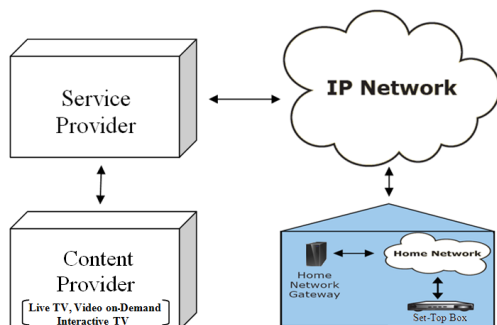 Service
Provider
IP Network
Content
Provider
Live TV, Video on-Demand
Interactive TV
Home
Network
Gateway
Home Network
Set-Top Box